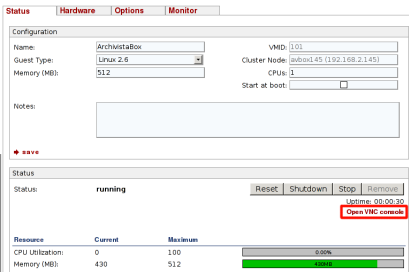 Status Hardware Options Monitor
Configuration
Name: ArchivistaBox VMID: 101
Guest Type: Linux 2.6 Cluster Node: avbox145 (192.168.2.145)
Memory (MB): 512 CPUs: 1
Start at boot:
Notes:
save
Status
Status: running Reset Shutdown Stop Remove
Uptime: 00:00:30
Open VNC console
Resource Current Maximum
CPU Utilization: 0 100 0.00%
Memory (MB): 430 512 430MB